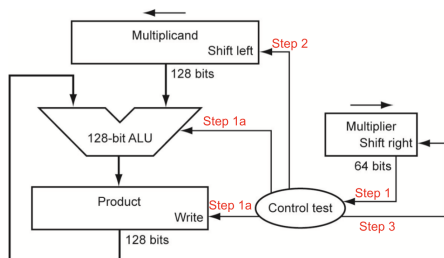 Multiplicand
Shift left
Step 2
128 bits
128-bit ALU
Step 1a
Multiplier
Shift right
64 bits
Step 1
Product
Write
Step 1a
Control test
Step 3
128 bits